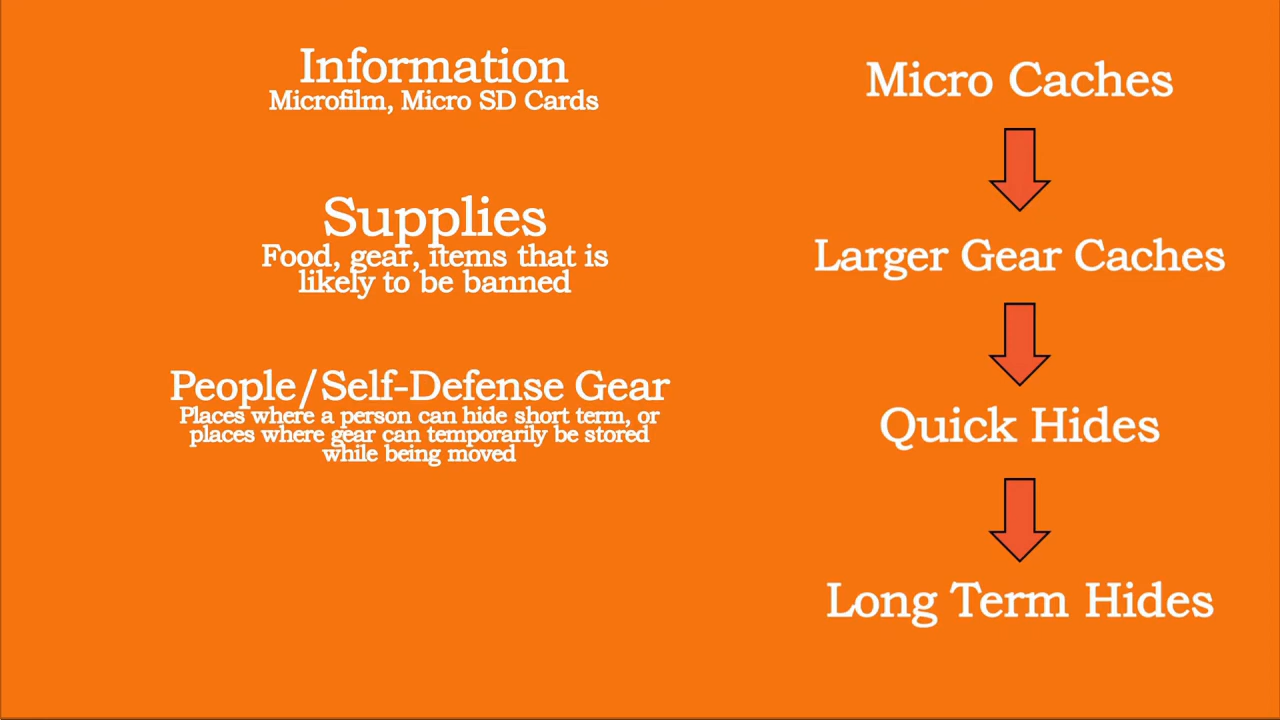 Information
Microfilm, Micro SD Cards
Micro Caches
Supplies
Food, gear, items that is
likely to be banned
Larger Gear Caches
People/Self-Defense Gear
Places where a person can hide short term, or
places where gear can temporarily be stored
while being moved
Quick Hides
Long Term Hides